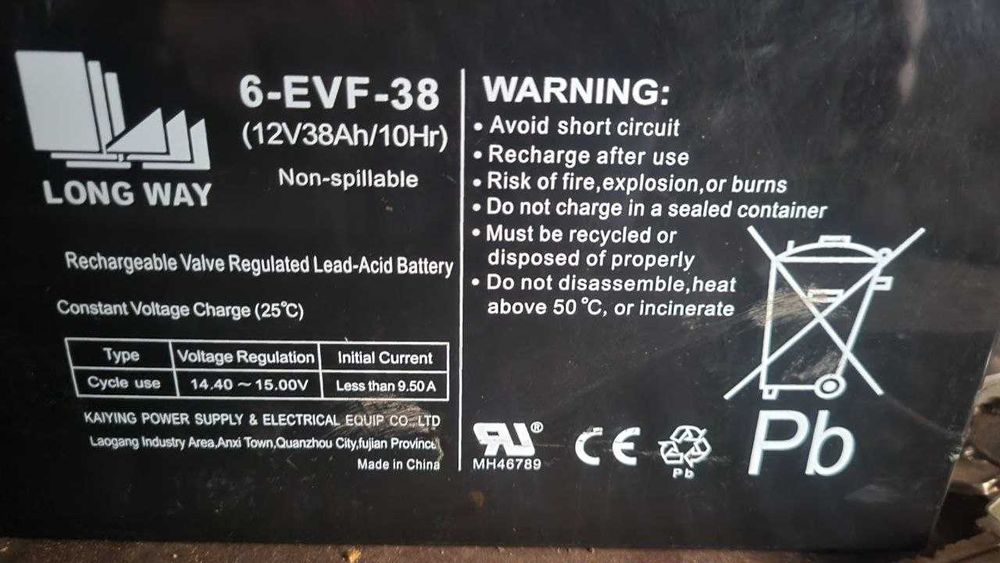 LONG WAY
6-EVF-38
(12V38Ah/10Hr)
Non-spillable
Rechargeable Valve Regulated Lead-Acid Battery
Constant Voltage Charge (25°C)
Type Voltage Regulation Initial Current
Cycle use 14.40～15.00V Less than 9.50A
KAIYING POWER SUPPLY & ELECTRICAL EQUIP CO.,LTD
Laogang Industry Area,Anxi Town,Quanzhou City,fujian Province
Made in China
WARNING:
• Avoid short circuit
• Recharge after use
• Risk of fire,explosion,or burns
• Do not charge in a sealed container
• Must be recycled or
disposed of properly
• Do not disassemble,heat
above 50°C, or incinerate
RU®
MH46789
CE
Pb
Pb